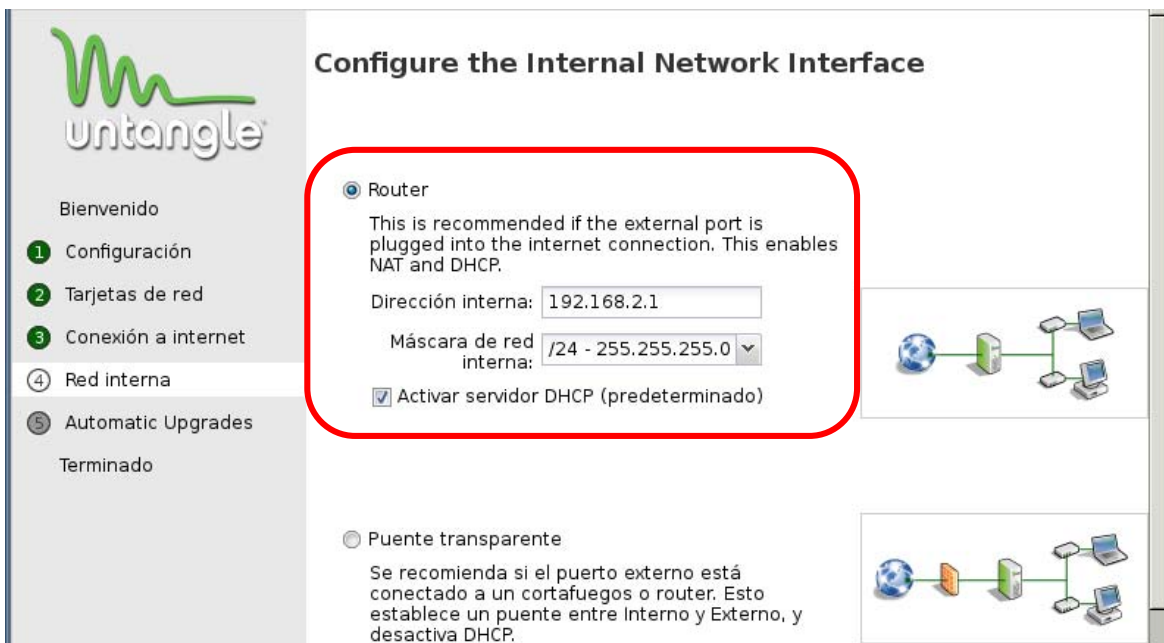 untangle
Configure the Internal Network Interface
Bienvenido
1 Configuración
2 Tarjetas de red
3 Conexión a internet
4 Red interna
5 Automatic Upgrades
Terminado
Router
This is recommended if the external port is
plugged into the internet connection. This enables
NAT and DHCP.
Dirección interna: 192.168.2.1
Máscara de red
interna: /24 - 255.255.255.0
Activar servidor DHCP (predeterminado)
Puente transparente
Se recomienda si el puerto externo está
conectado a un cortafuegos o router. Esto
establece un puente entre Interno y Externo, y
desactiva DHCP.